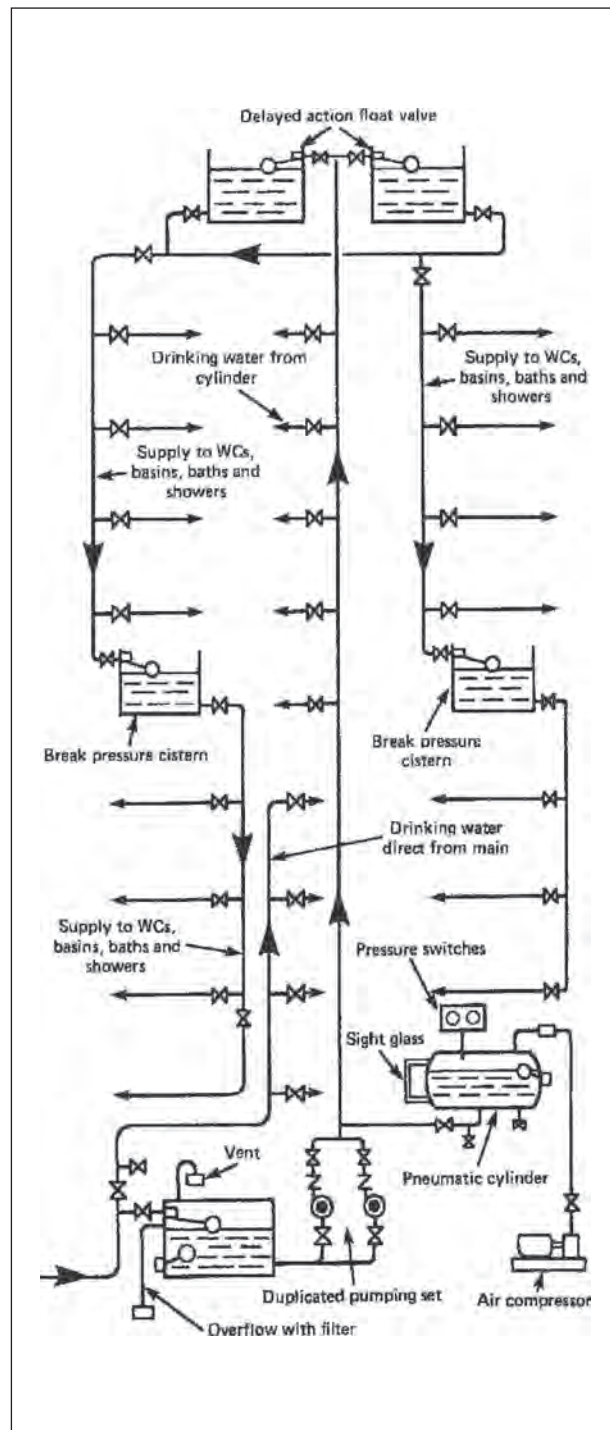 Delayed action float valve
Drinking water from
cylinder
Supply to WCs,
basins, baths and
showers
Supply to WCs,
basins, baths and
showers
Break pressure cistern
Break pressure
cistern
Drinking water
direct from main
Supply to WCs,
basins, baths and
showers
Pressure switches
Sight glass
Vent
Pneumatic cylinder
Duplicated pumping set
Air compressor
Overflow with filter